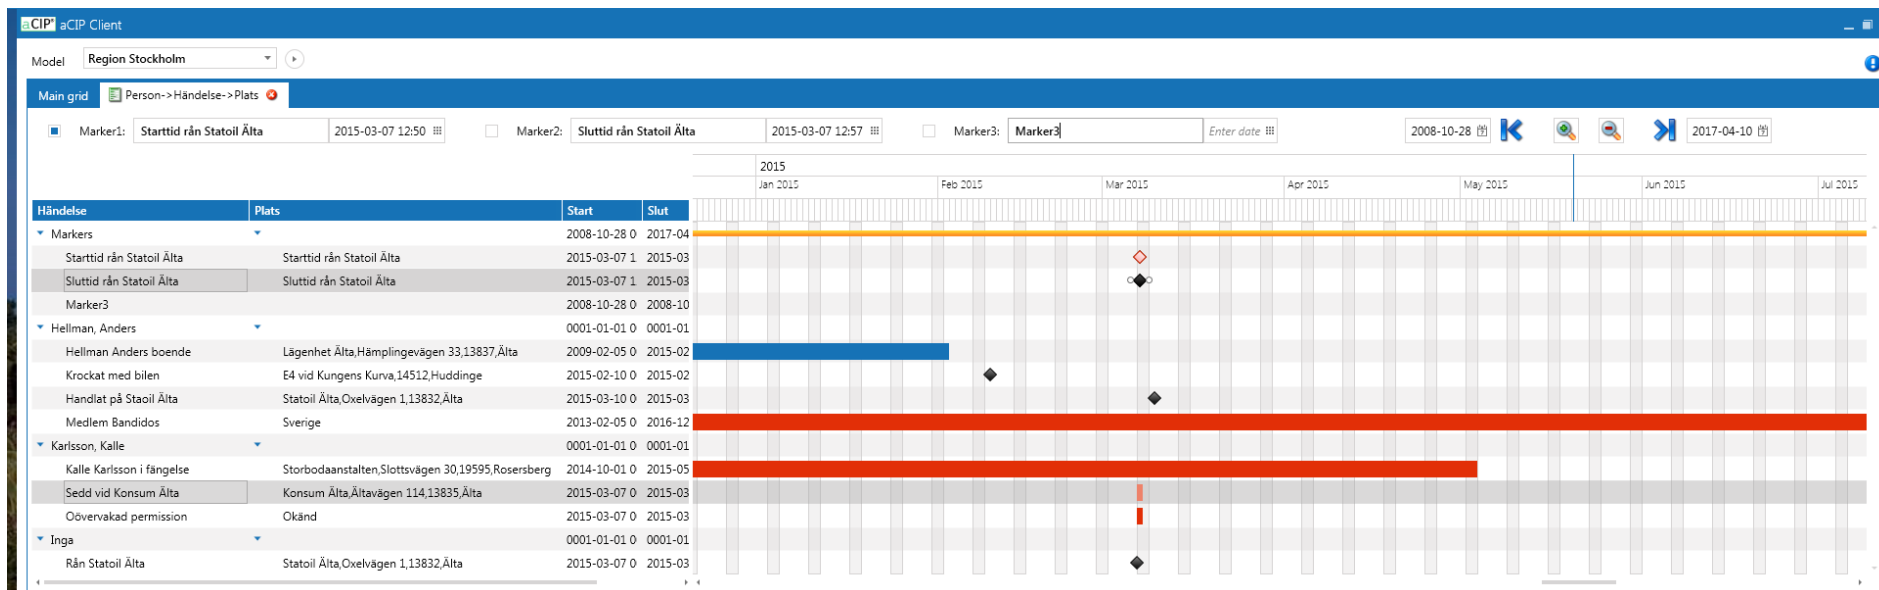 aCIP® aCIP Client
Model Region Stockholm
Main grid Person->Händelse->Plats
Marker1: Starttid rån Statoil Älta 2015-03-07 12:50 Marker2: Sluttid rån Statoil Älta 2015-03-07 12:57 Marker3: Marker3 Enter date 2008-10-28 2017-04-10
2015
Jan 2015 Feb 2015 Mar 2015 Apr 2015 May 2015 Jun 2015 Jul 2015
Händelse Plats Start Slut
Markers 2008-10-28 0 2017-04
Starttid rån Statoil Älta Starttid rån Statoil Älta 2015-03-07 1 2015-03
Sluttid rån Statoil Älta Sluttid rån Statoil Älta 2015-03-07 1 2015-03
Marker3 2008-10-28 0 2008-10
Hellman, Anders 0001-01-01 0 0001-01
Hellman Anders boende Lägenhet Älta,Hämplingevägen 33,13837,Älta 2009-02-05 0 2015-02
Krockat med bilen E4 vid Kungens Kurva,14512,Huddinge 2015-02-10 0 2015-02
Handlat på Staoil Älta Statoil Älta,Oxelvägen 1,13832,Älta 2015-03-10 0 2015-03
Medlem Bandidos Sverige 2013-02-05 0 2016-12
Karlsson, Kalle 0001-01-01 0 0001-01
Kalle Karlsson i fängelse Storbodaanstalten,Slottsvägen 30,19595,Rosersberg 2014-10-01 0 2015-05
Sedd vid Konsum Älta Konsum Älta,Ältavägen 114,13835,Älta 2015-03-07 0 2015-03
Oövervakad permission Okänd 2015-03-07 0 2015-03
Inga 0001-01-01 0 0001-01
Rån Statoil Älta Statoil Älta,Oxelvägen 1,13832,Älta 2015-03-07 0 2015-03